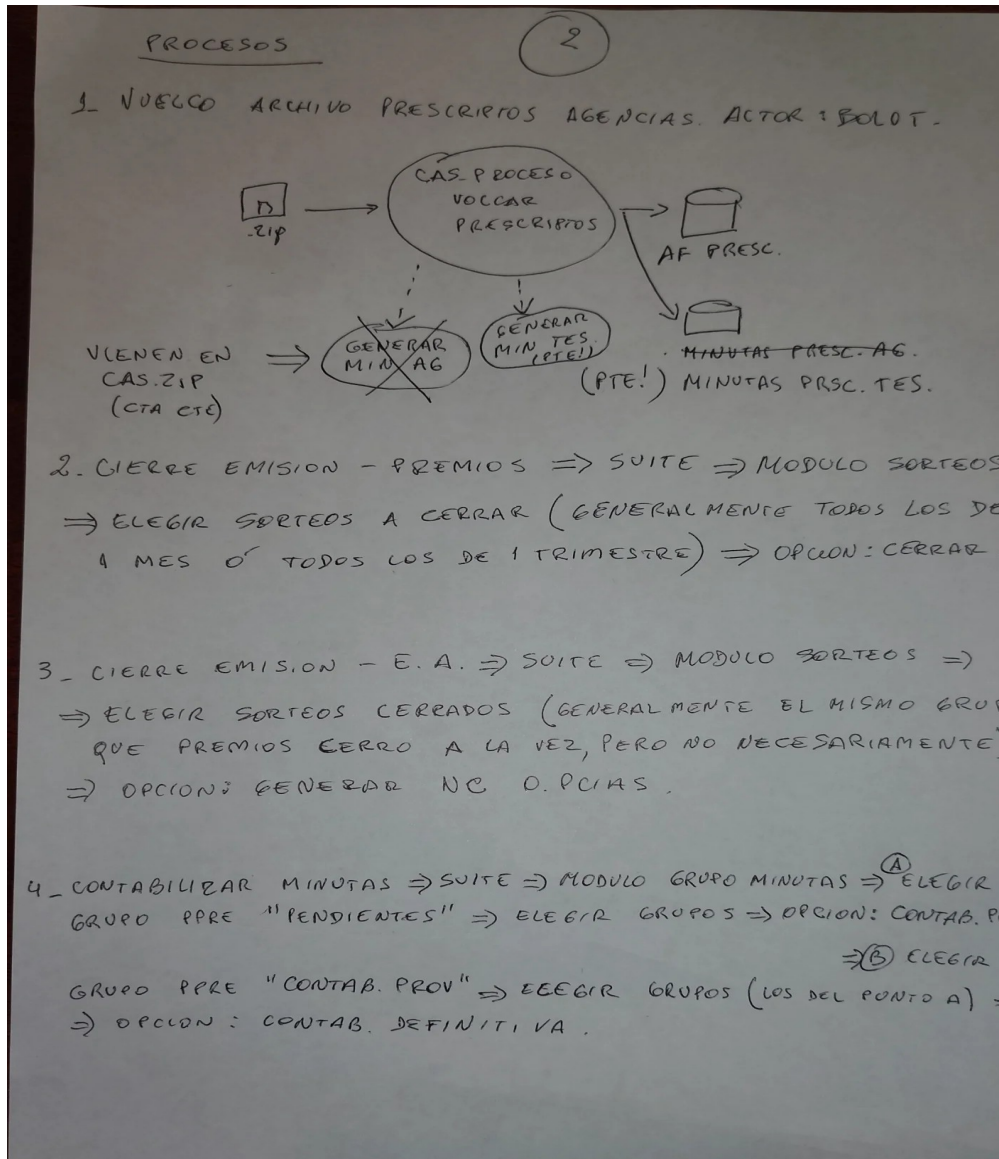 PROCESOS
2
1_ VUELCO ARCHIVO PRESCRIPTOS AGENCIAS. ACTOR: BOLDT.
CAS_PROCESO
VOLCAR
PRESCRIPTOS
.ZIP
AF PRESC.
GENERAR
MIN AG
GENERAR
MIN TES.
(PTE!)
VIENEN EN
CAS.ZIP
(CTA CTE)
MINUTAS PRESC. AG.
(PTE!) MINUTAS PRSC. TES.
2_ CIERRE EMISION - PREMIOS => SUITE => MODULO SORTEOS
=> ELEGIR SORTEOS A CERRAR (GENERALMENTE TODOS LOS DE
1 MES Ó TODOS LOS DE 1 TRIMESTRE) => OPCION: CERRAR
3_ CIERRE EMISION - E.A. => SUITE => MODULO SORTEOS =>
=> ELEGIR SORTEOS CERRADOS (GENERALMENTE EL MISMO GRUP
QUE PREMIOS CERRO A LA VEZ, PERO NO NECESARIAMENTE
=> OPCION: GENERAR NC O. PCIAS.
4_ CONTABILIZAR MINUTAS => SUITE => MODULO GRUPO MINUTAS => (A) ELEGIR
GRUPO PPRE "PENDIENTES" => ELEGIR GRUPOS => OPCION: CONTAB. P
=> (B) ELEGIR
GRUPO PPRE "CONTAB. PROV" => ELEGIR GRUPOS (LOS DEL PUNTO A)
=> OPCION: CONTAB. DEFINITIVA.